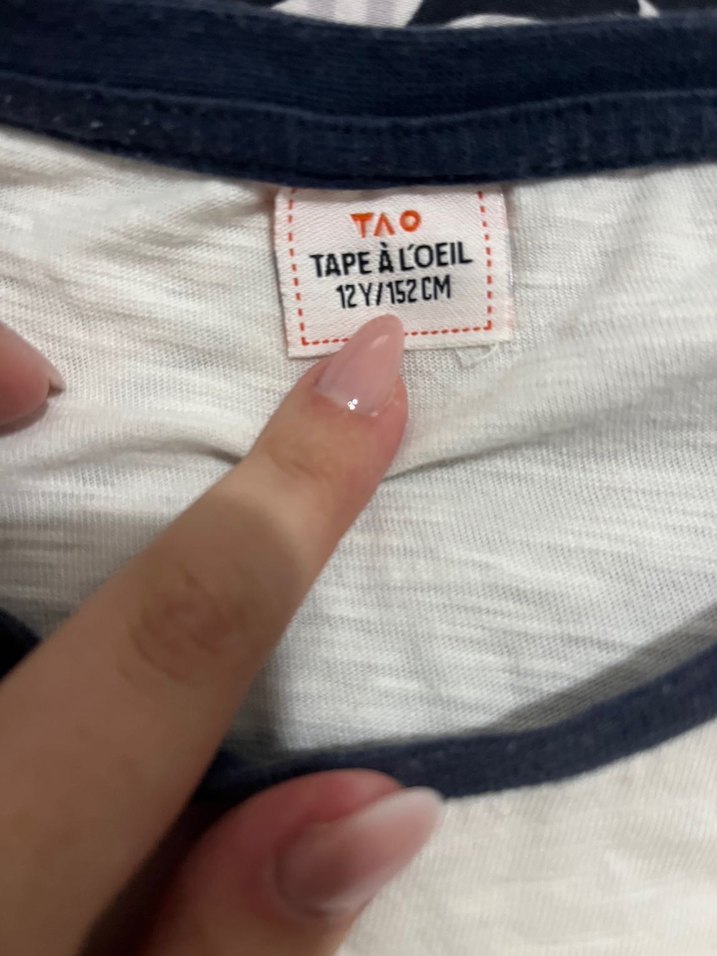 TAO
TAPE À L'OEIL
12Y/152CM